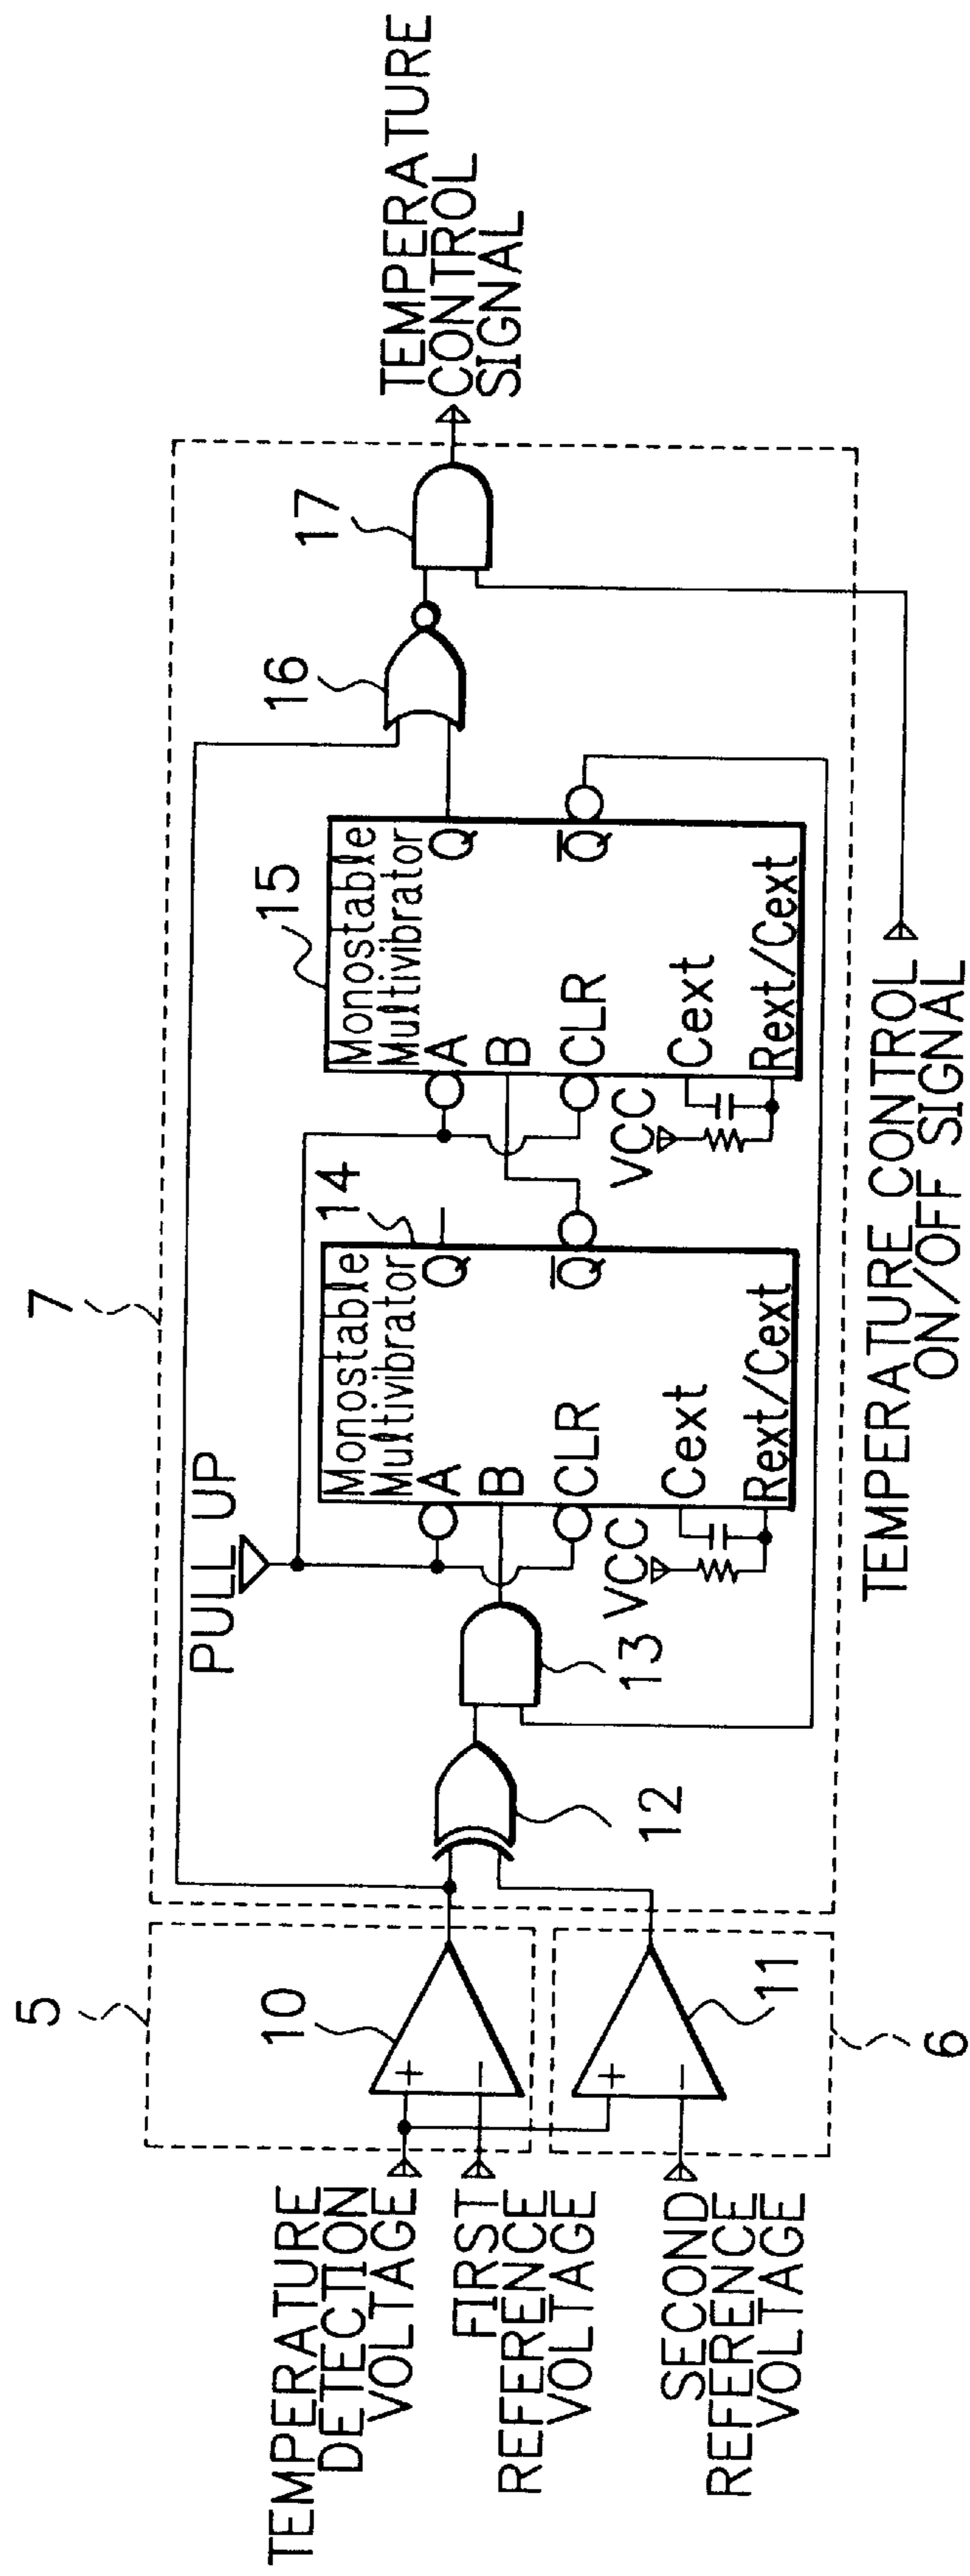 5
TEMPERATURE
DETECTION
VOLTAGE
FIRST
REFERENCE
VOLTAGE
SECOND
REFERENCE
VOLTAGE
10
+
−
11
+
−
6
7
12
13
PULL UP
14
Monostable
Multivibrator
A
B
CLR
Cext
Rext/Cext
Q
Q̅
VCC
15
Monostable
Multivibrator
A
B
CLR
Cext
Rext/Cext
Q
Q̅
VCC
16
17
TEMPERATURE
CONTROL
SIGNAL
TEMPERATURE CONTROL
ON/OFF SIGNAL